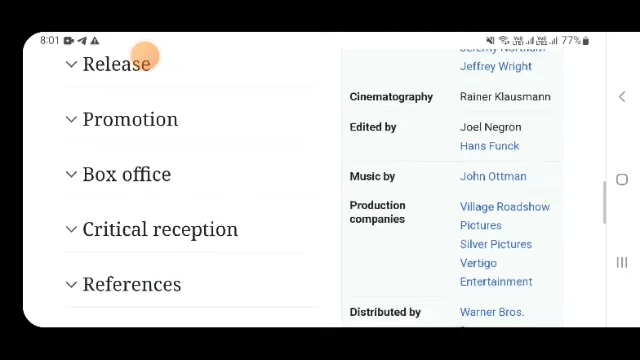 8:01 77%
Release
Promotion
Box office
Critical reception
References
Jeremy Northam
Jeffrey Wright
Cinematography Rainer Klausmann
Edited by Joel Negron
Hans Funck
Music by John Ottman
Production companies Village Roadshow
Pictures
Silver Pictures
Vertigo
Entertainment
Distributed by Warner Bros.